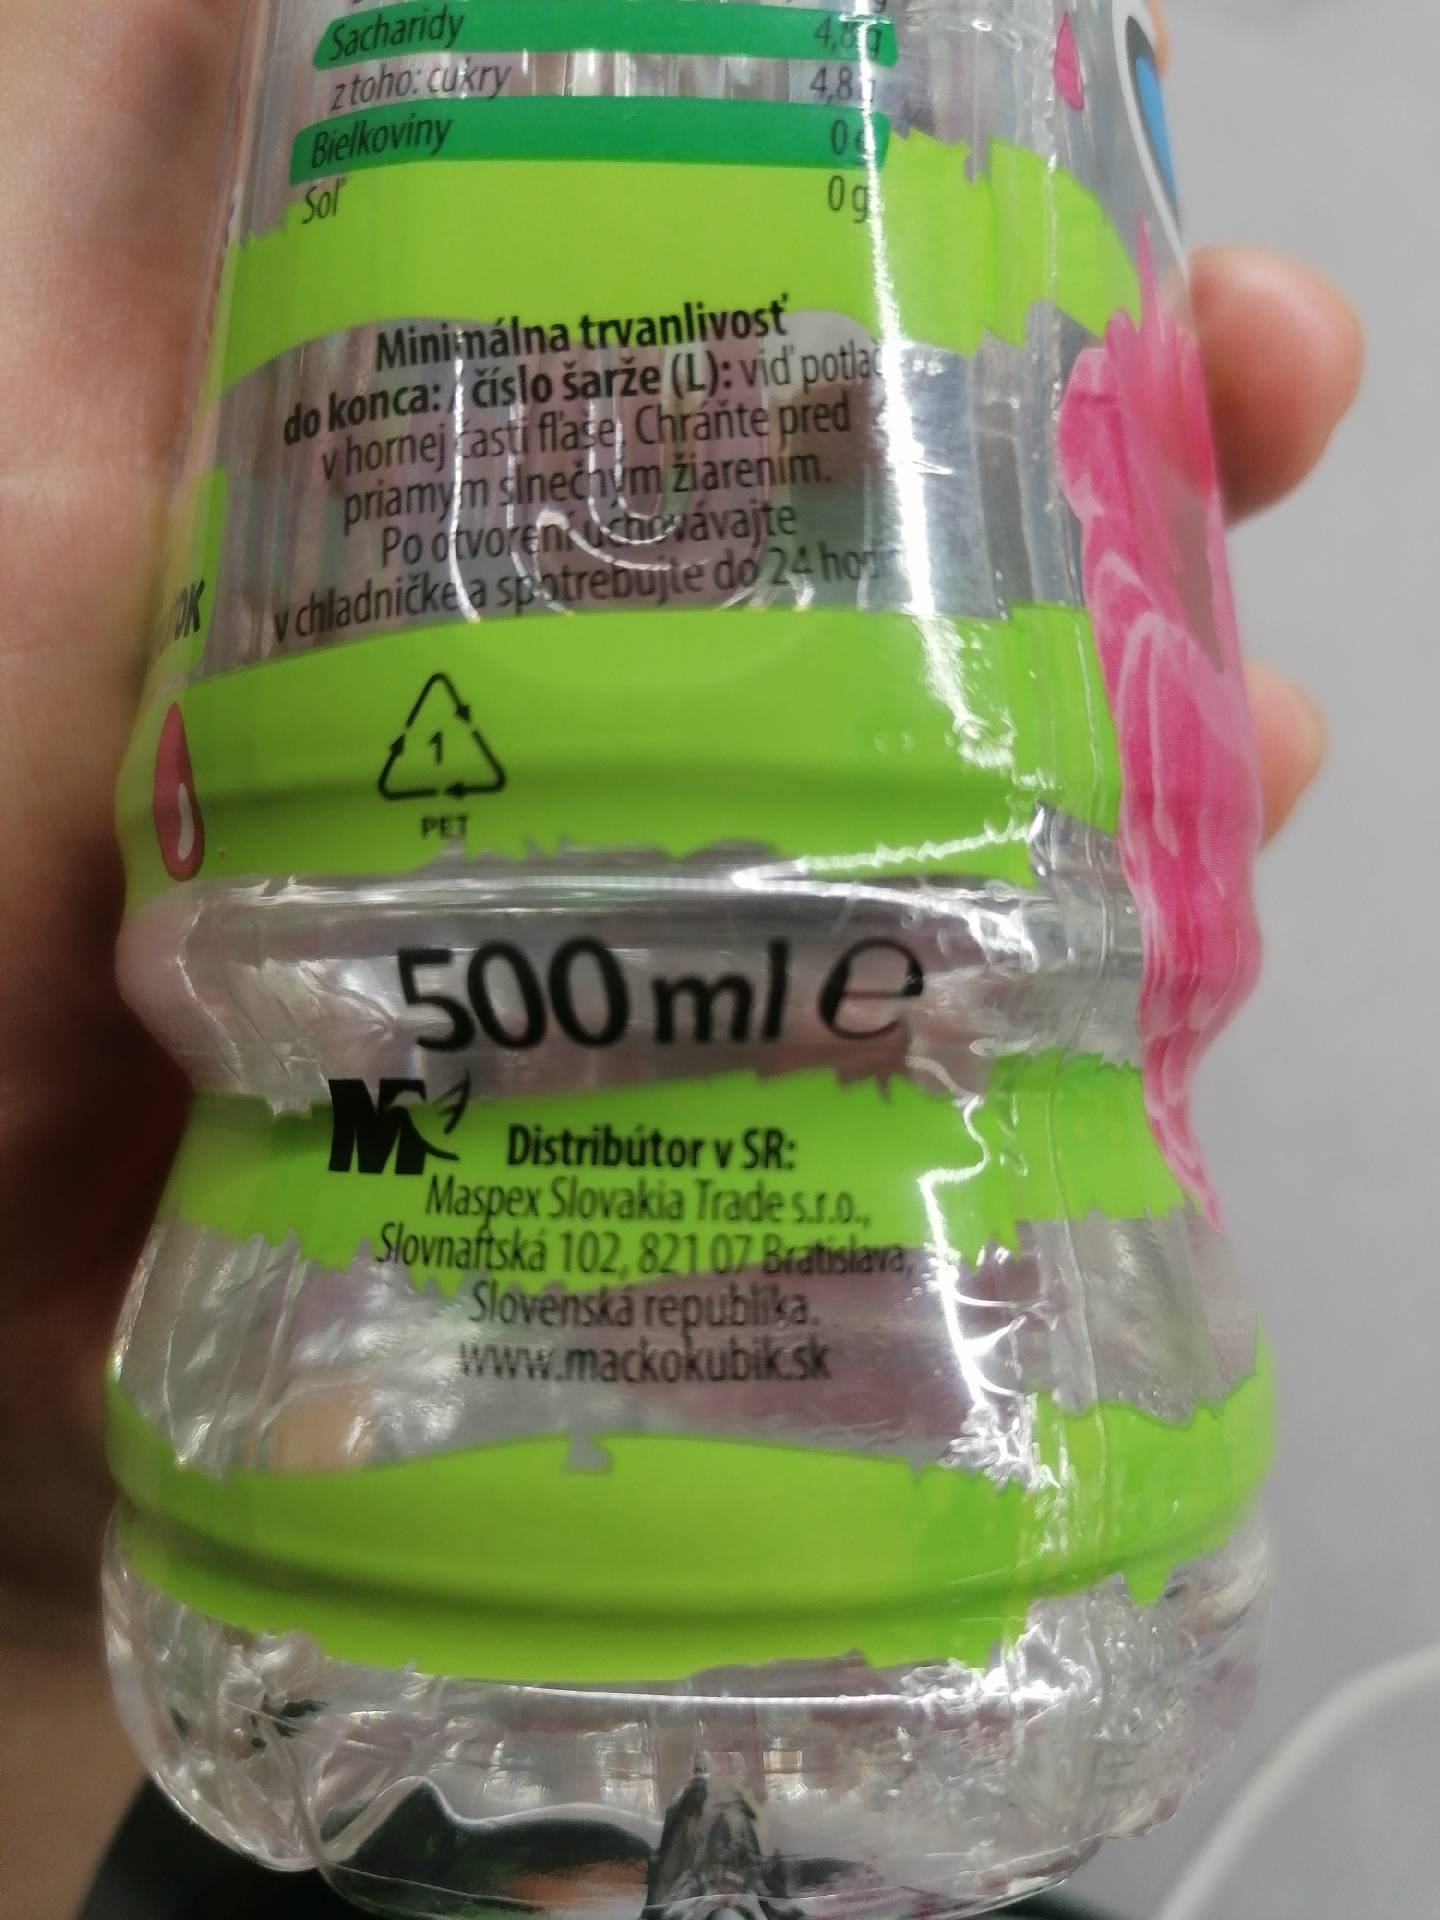 Sacharidy 4,8 g
z toho: cukry 4,8 g
Bielkoviny 0 g
Soľ 0 g
Minimálna trvanlivosť
do konca: / číslo šarže (L): viď potlač
v hornej časti fľaše. Chráňte pred
priamym slnečným žiarením.
Po otvorení uchovávajte
v chladničke a spotrebujte do 24 hodín
1
PET
500 ml e
M
Distribútor v SR:
Maspex Slovakia Trade s.r.o.,
Slovnaftská 102, 821 07 Bratislava,
Slovenská republika.
www.mackokubik.sk